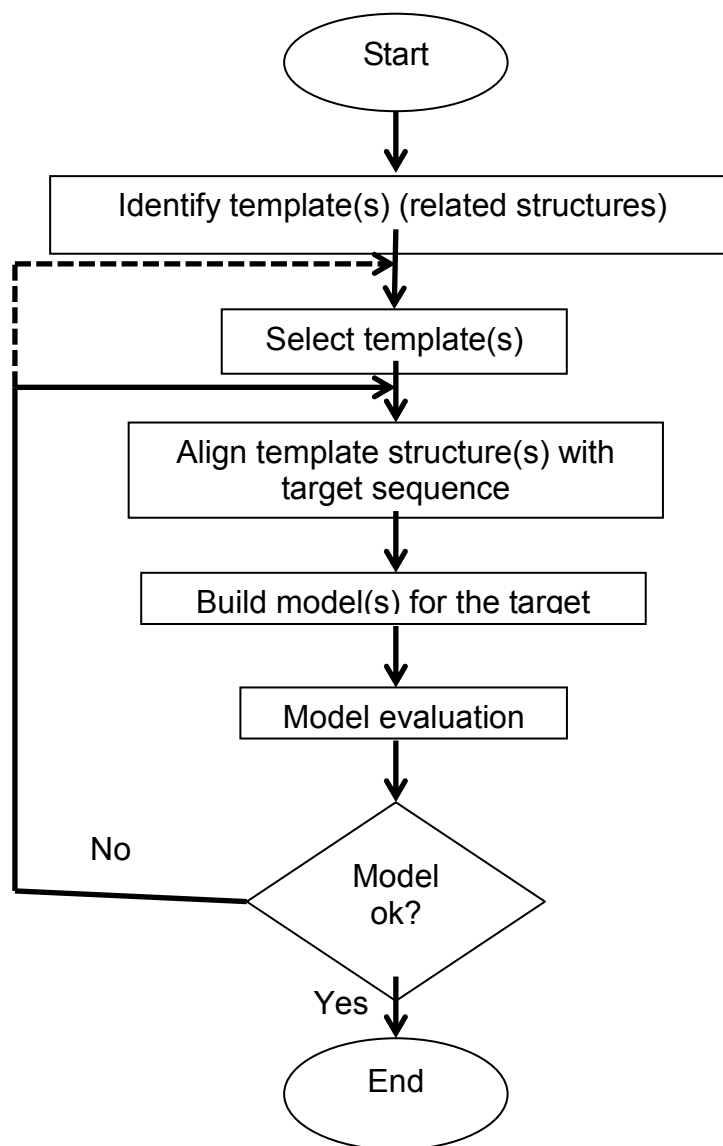 Start
Identify template(s) (related structures)
Select template(s)
Align template structure(s) with
target sequence
Build model(s) for the target
Model evaluation
No
Model
ok?
Yes
End